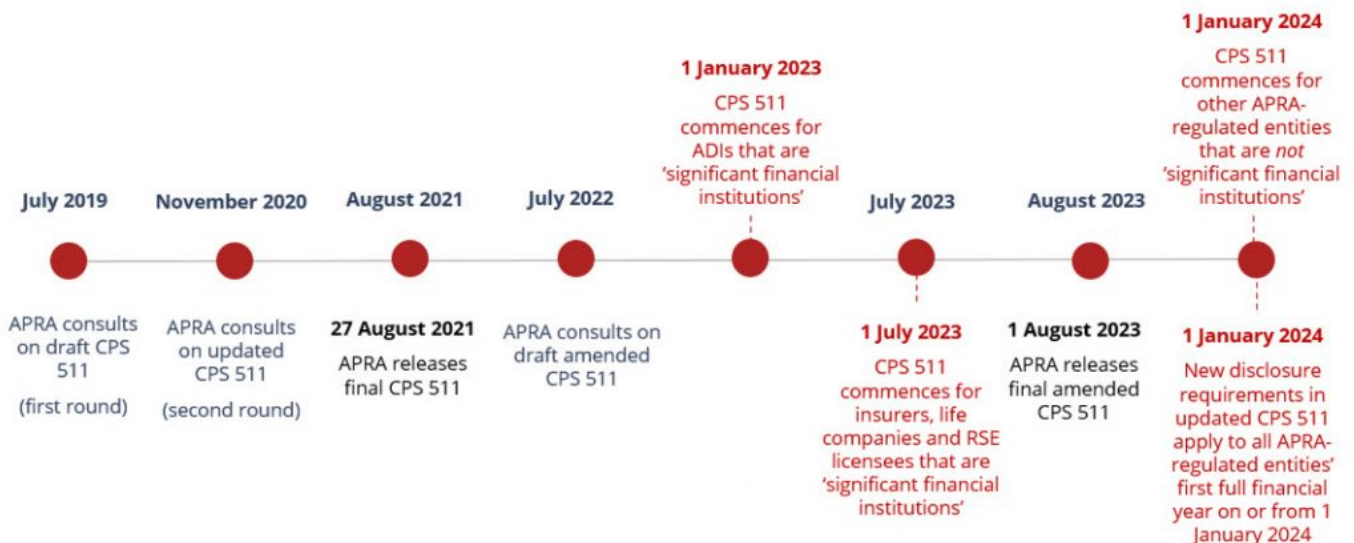 July 2019
APRA consults
on draft CPS
511
(first round)
November 2020
APRA consults
on updated
CPS 511
(second round)
August 2021
27 August 2021
APRA releases
final CPS 511
July 2022
APRA consults on
draft amended
CPS 511
1 January 2023
CPS 511
commences for
ADIs that are
‘significant financial
institutions’
July 2023
1 July 2023
CPS 511
commences for
insurers, life
companies and RSE
licensees that are
‘significant financial
institutions’
August 2023
1 August 2023
APRA releases
final amended
CPS 511
1 January 2024
CPS 511
commences for
other APRA-
regulated entities
that are not
‘significant financial
institutions’
1 January 2024
New disclosure
requirements in
updated CPS 511
apply to all APRA-
regulated entities’
first full financial
year on or from 1
January 2024